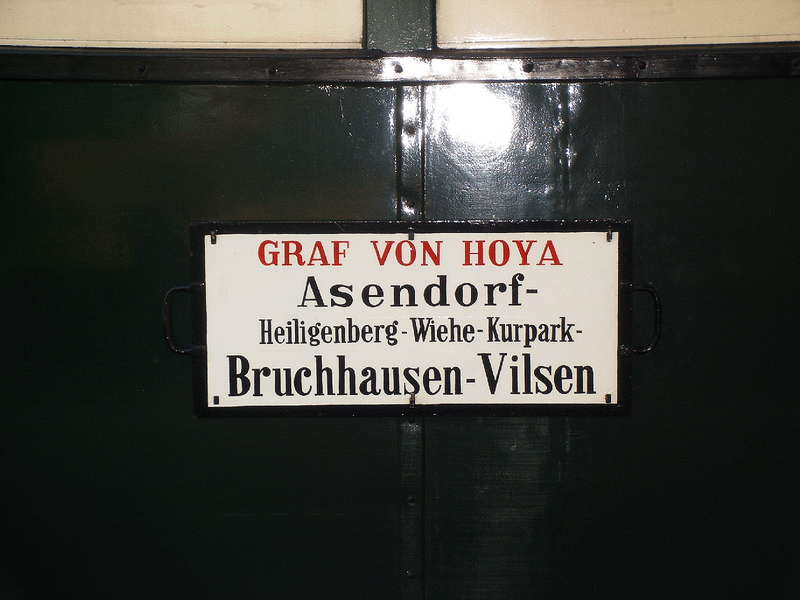 GRAF VON HOYA
Asendorf-
Heiligenberg-Wiehe-Kurpark-
Bruchhausen-Vilsen